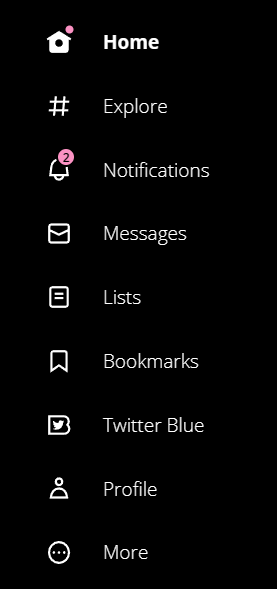 Home
Explore
2
Notifications
Messages
Lists
Bookmarks
Twitter Blue
Profile
More